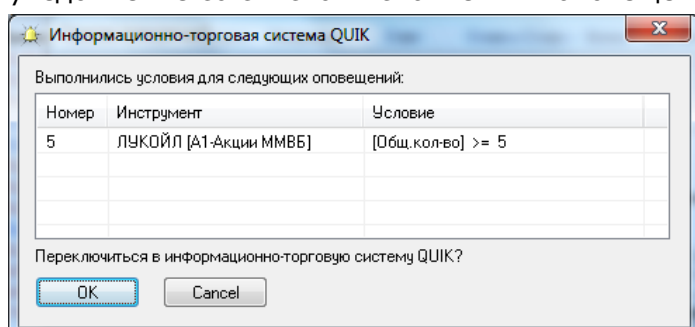 Информационно-торговая система QUIK
Выполнились условия для следующих оповещений:
Номер Инструмент Условие
5 ЛУКОЙЛ [А1-Акции ММВБ] [Общ.кол-во] >= 5
Переключиться в информационно-торговую систему QUIK?
OK Cancel